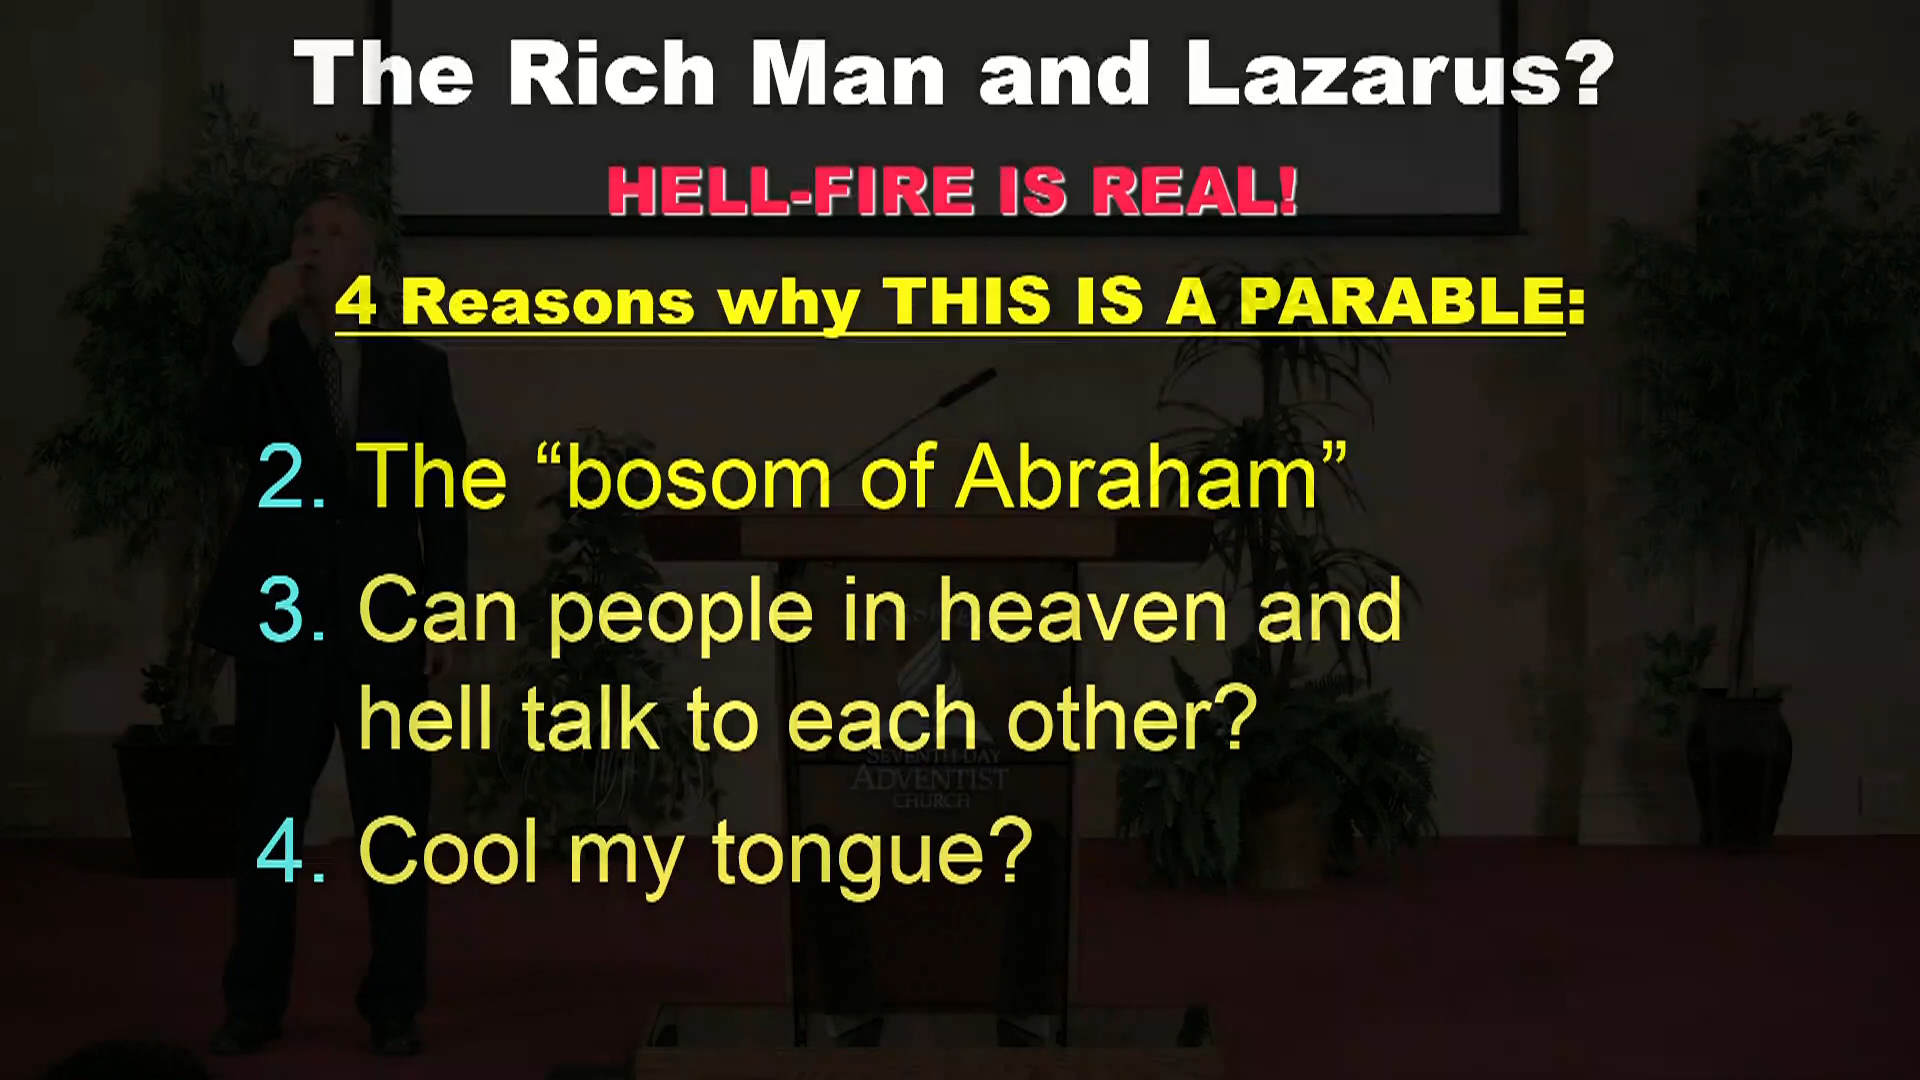 The Rich Man and Lazarus?
HELL-FIRE IS REAL!
4 Reasons why THIS IS A PARABLE:
2. The “bosom of Abraham”
3. Can people in heaven and
hell talk to each other?
4. Cool my tongue?
SEVENTH-DAY
ADVENTIST
CHURCH